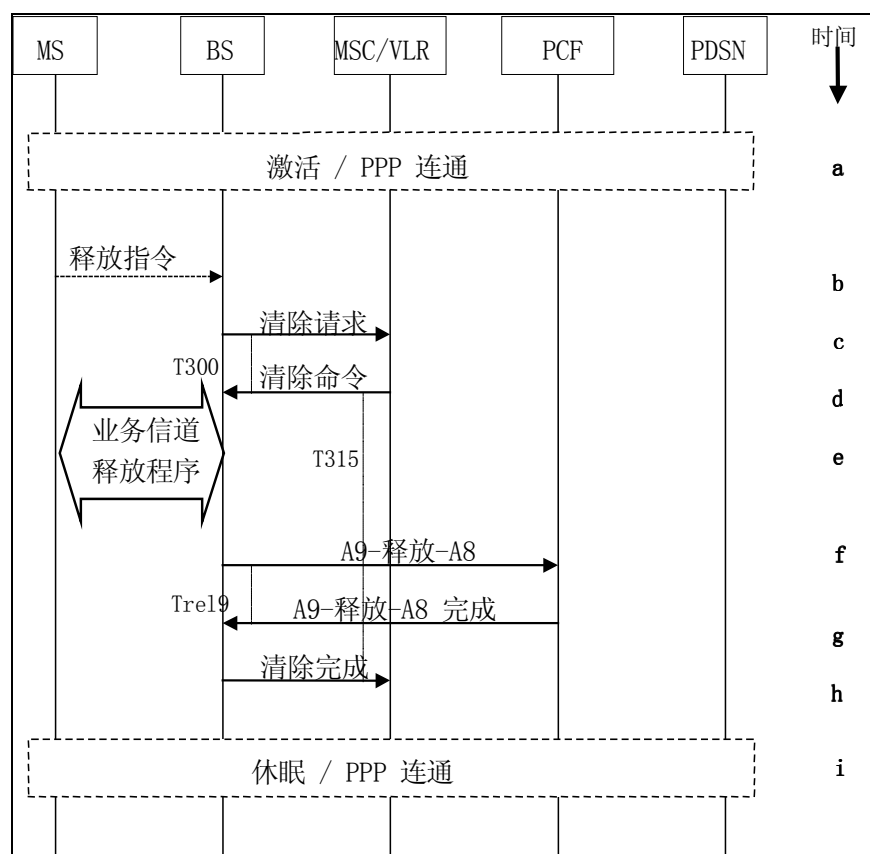 MS
BS
MSC/VLR
PCF
PDSN
时间
激活 / PPP 连通
a
释放指令
b
清除请求
c
T300
清除命令
d
业务信道
释放程序
T315
e
A9-释放-A8
f
Trel9
A9-释放-A8 完成
g
清除完成
h
休眠 / PPP 连通
i